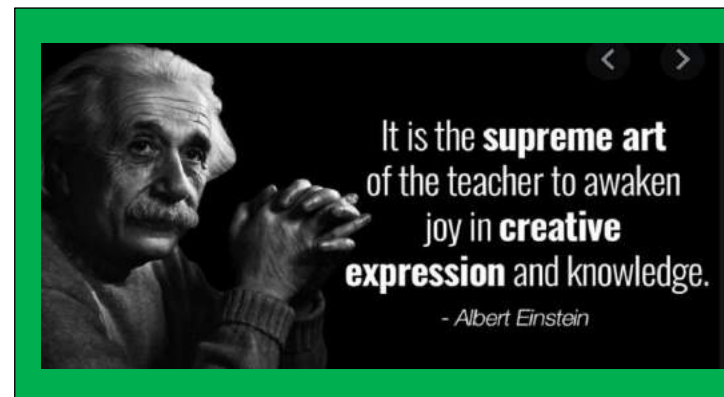 It is the supreme art
of the teacher to awaken
joy in creative
expression and knowledge.
- Albert Einstein